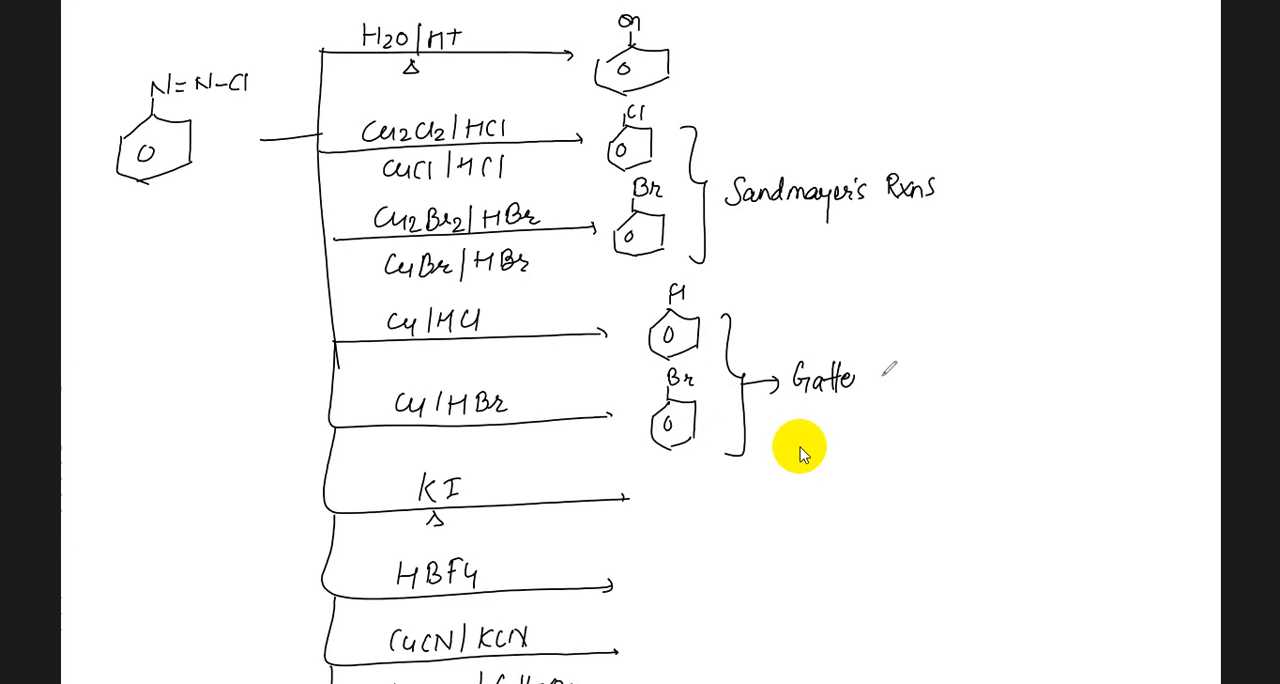 OH
H2O/H+
Δ
N=N-Cl
Cl
Cu2Cl2/HCl
CuCl/HCl
Br
Sandmayer's Rxns
Cu2Br2/HBr
CuBr/HBr
Cl
Cu/HCl
Br
Gatte
Cu/HBr
KI
Δ
HBF4
CuCN/KCN